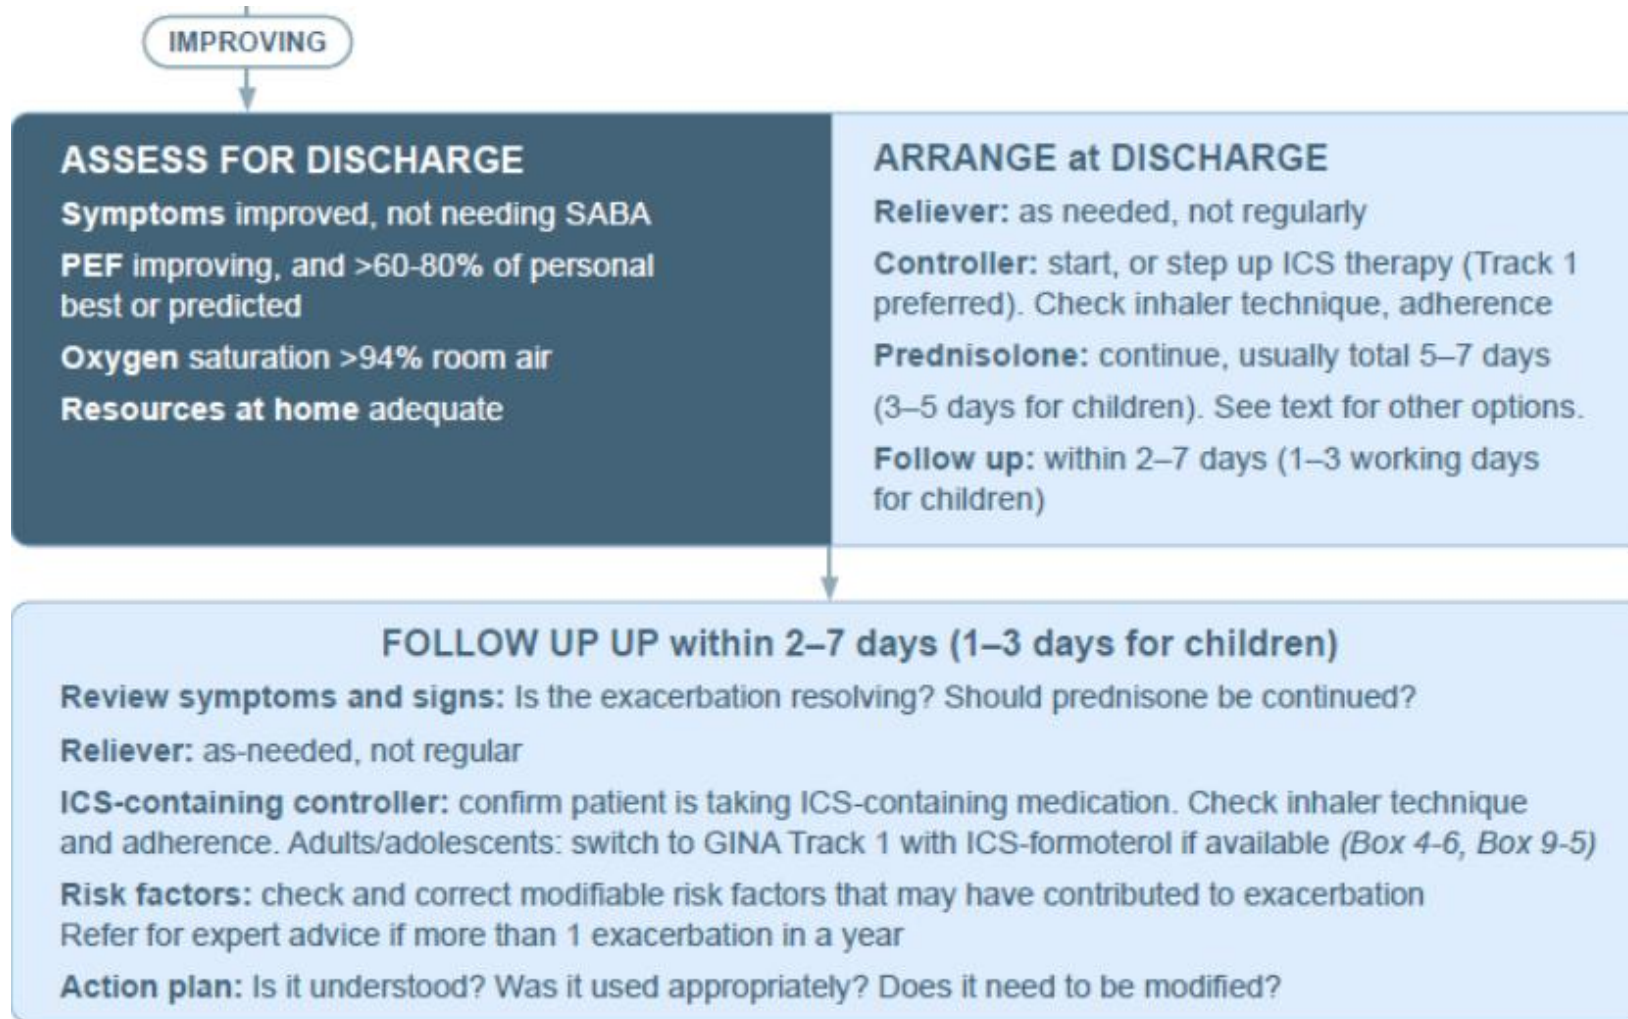 IMPROVING
ASSESS FOR DISCHARGE
Symptoms improved, not needing SABA
PEF improving, and >60-80% of personal
best or predicted
Oxygen saturation >94% room air
Resources at home adequate
ARRANGE at DISCHARGE
Reliever: as needed, not regularly
Controller: start, or step up ICS therapy (Track 1
preferred). Check inhaler technique, adherence
Prednisolone: continue, usually total 5–7 days
(3–5 days for children). See text for other options.
Follow up: within 2–7 days (1–3 working days
for children)
FOLLOW UP UP within 2–7 days (1–3 days for children)
Review symptoms and signs: Is the exacerbation resolving? Should prednisone be continued?
Reliever: as-needed, not regular
ICS-containing controller: confirm patient is taking ICS-containing medication. Check inhaler technique
and adherence. Adults/adolescents: switch to GINA Track 1 with ICS-formoterol if available (Box 4-6, Box 9-5)
Risk factors: check and correct modifiable risk factors that may have contributed to exacerbation
Refer for expert advice if more than 1 exacerbation in a year
Action plan: Is it understood? Was it used appropriately? Does it need to be modified?